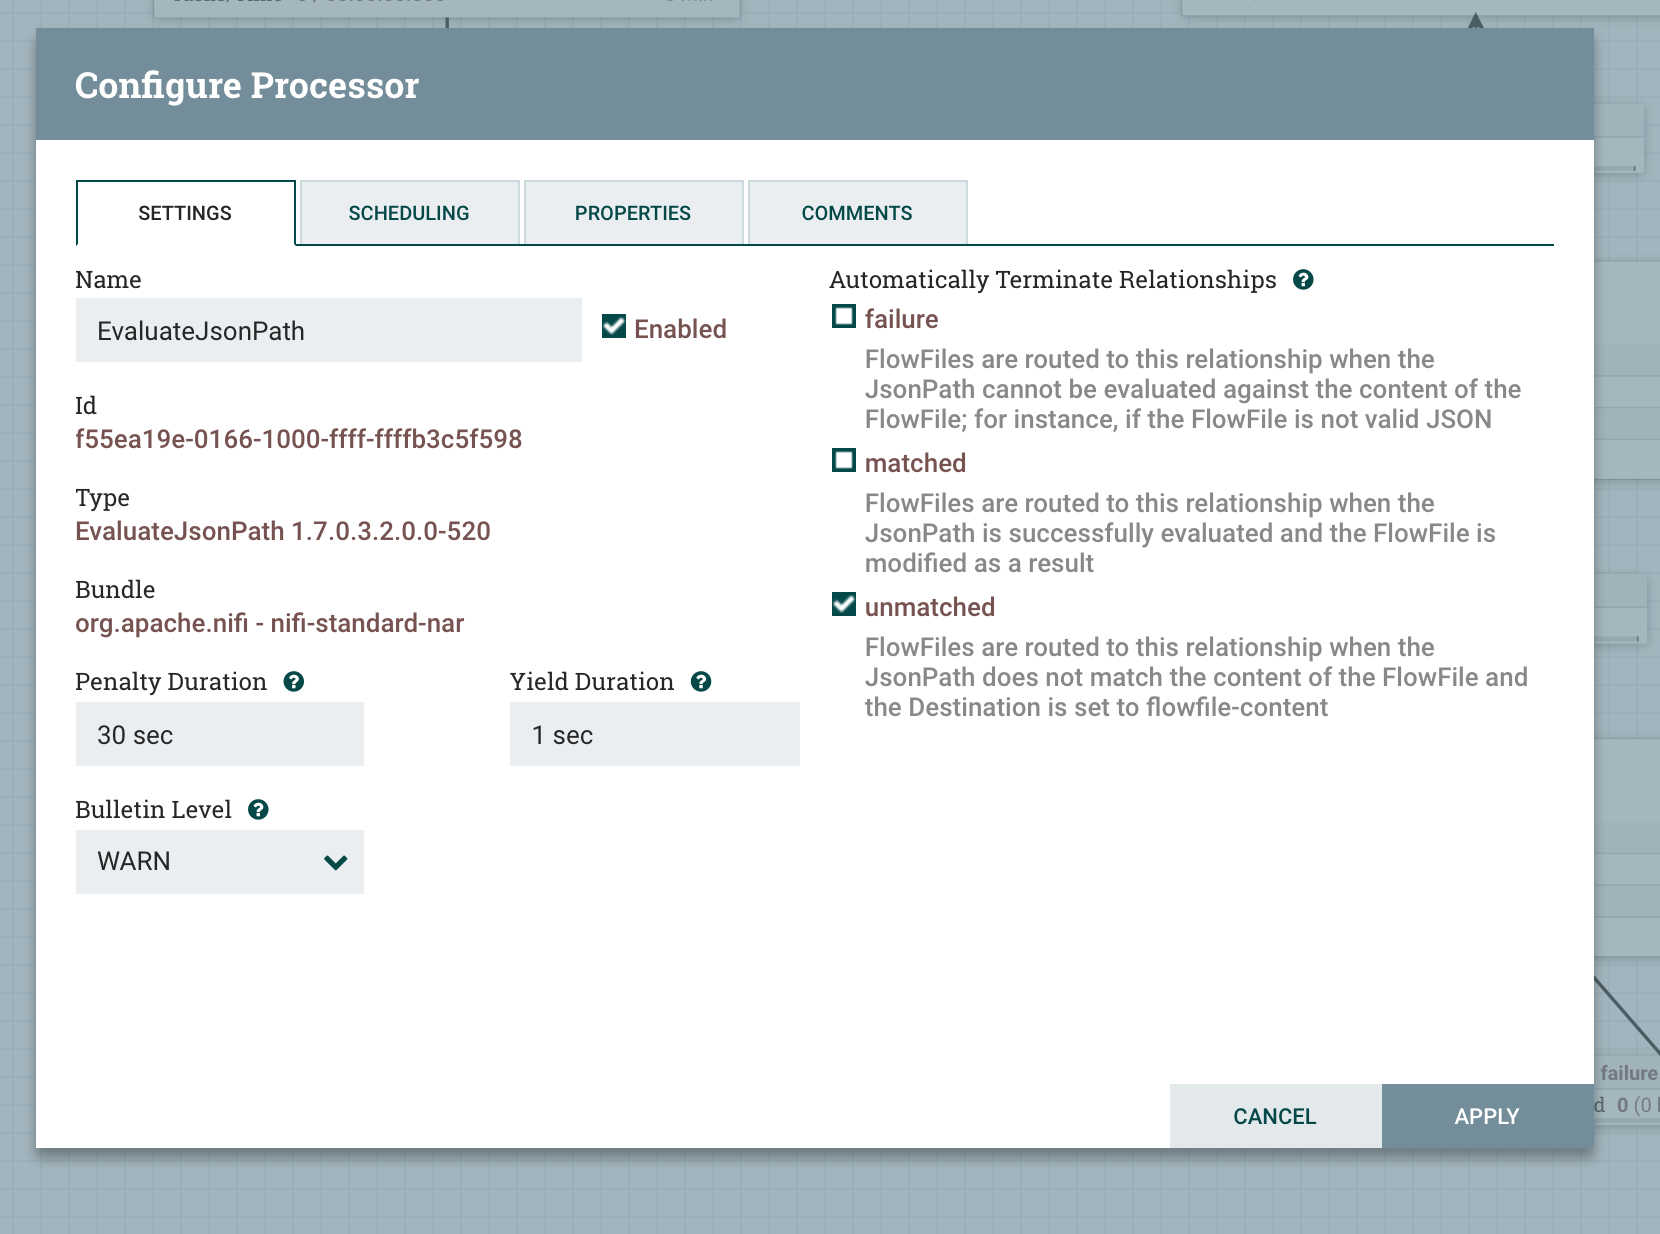 Configure Processor
SETTINGS
SCHEDULING
PROPERTIES
COMMENTS
Name
EvaluateJsonPath
Enabled
Id
f55ea19e-0166-1000-ffff-ffffb3c5f598
Type
EvaluateJsonPath 1.7.0.3.2.0.0-520
Bundle
org.apache.nifi - nifi-standard-nar
Penalty Duration
Yield Duration
30 sec
1 sec
Bulletin Level
WARN
Automatically Terminate Relationships
failure
FlowFiles are routed to this relationship when the
JsonPath cannot be evaluated against the content of the
FlowFile; for instance, if the FlowFile is not valid JSON
matched
FlowFiles are routed to this relationship when the
JsonPath is successfully evaluated and the FlowFile is
modified as a result
unmatched
FlowFiles are routed to this relationship when the
JsonPath does not match the content of the FlowFile and
the Destination is set to flowfile-content
failure
0 (0
CANCEL
APPLY